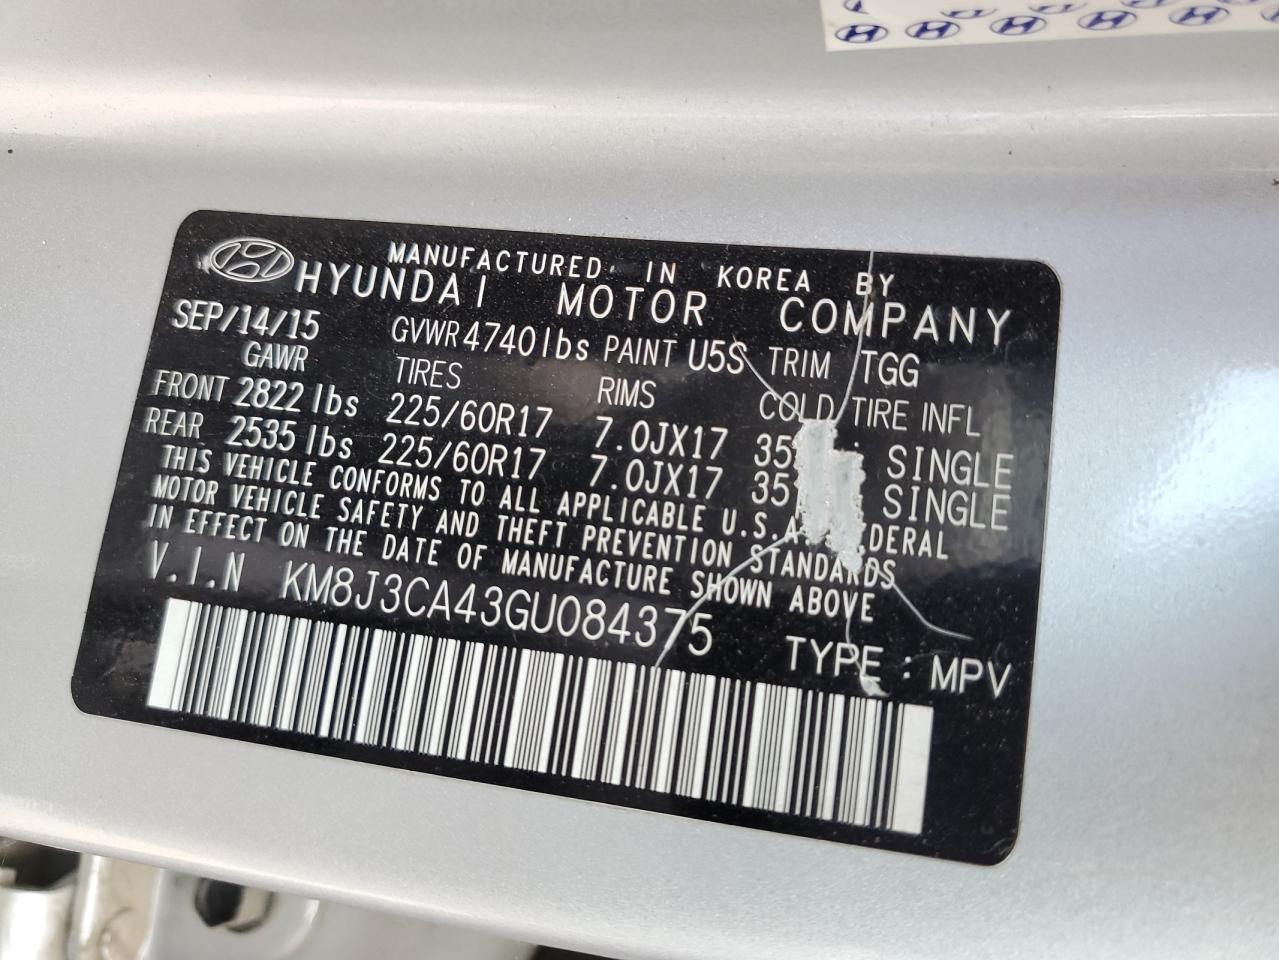 MANUFACTURED IN KOREA BY
HYUNDAI MOTOR COMPANY
SEP/14/15 GVWR 4740lbs PAINT U5S TRIM TGG
GAWR TIRES RIMS COLD TIRE INFL
FRONT 2822 lbs 225/60R17 7.0JX17 35 SINGLE
REAR 2535 lbs 225/60R17 7.0JX17 35 SINGLE
THIS VEHICLE CONFORMS TO ALL APPLICABLE U.S.A. DERAL
MOTOR VEHICLE SAFETY AND THEFT PREVENTION STANDARDS
IN EFFECT ON THE DATE OF MANUFACTURE SHOWN ABOVE
V.I.N KM8J3CA43GU084375
TYPE : MPV